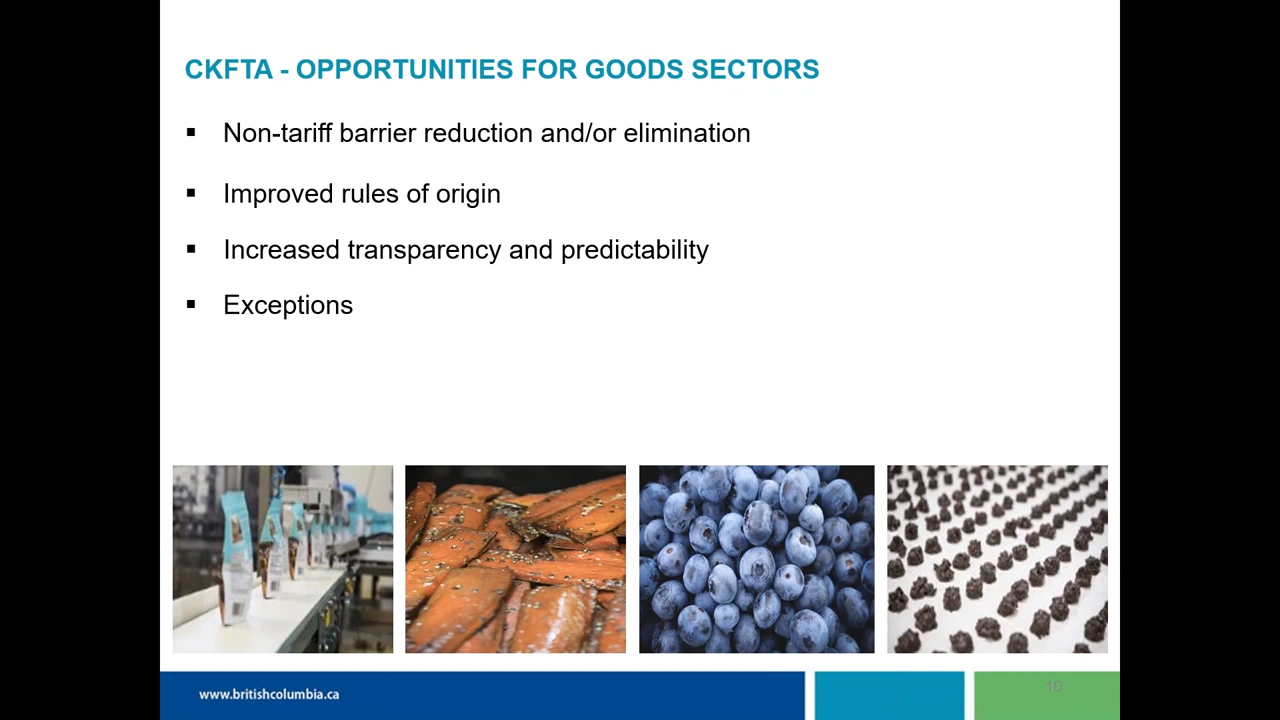 CKFTA - OPPORTUNITIES FOR GOODS SECTORS
▪ Non-tariff barrier reduction and/or elimination
▪ Improved rules of origin
▪ Increased transparency and predictability
▪ Exceptions
www.britishcolumbia.ca
10